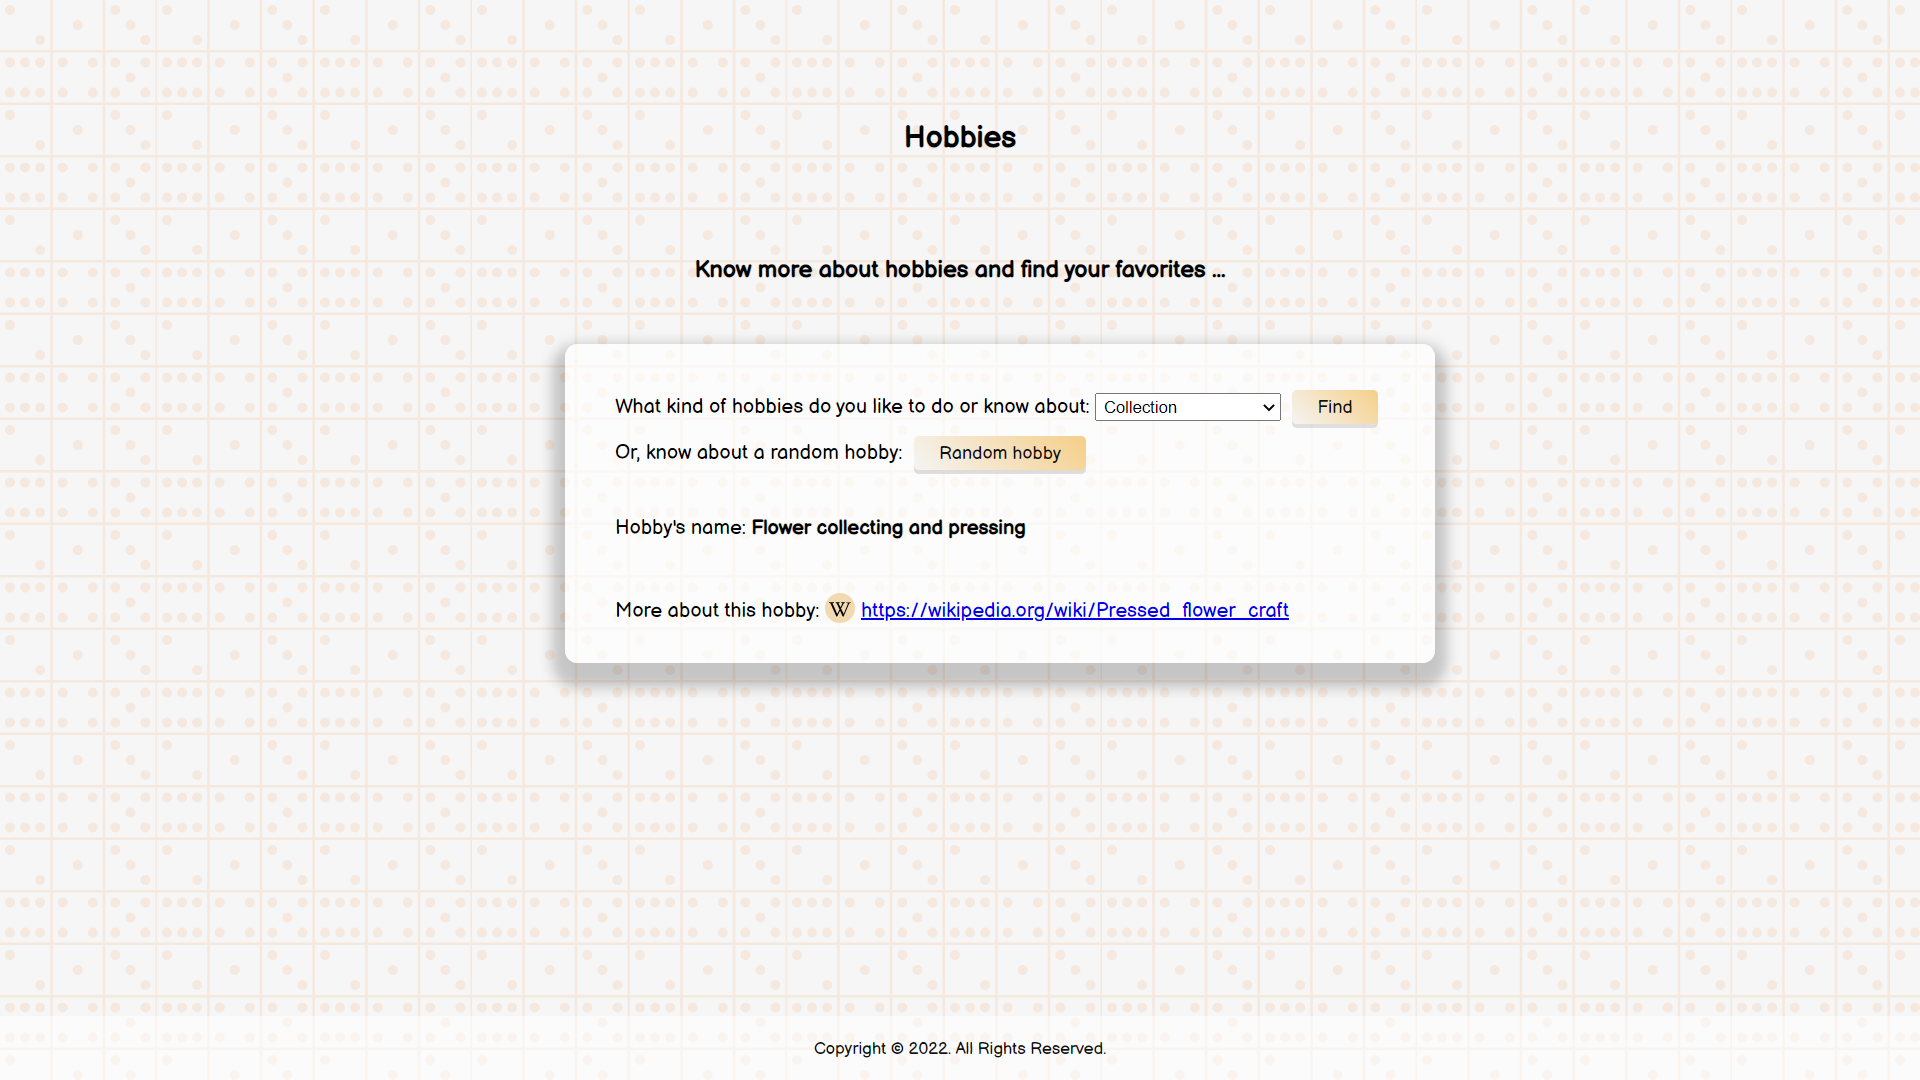 Hobbies
Know more about hobbies and find your favorites ...
What kind of hobbies do you like to do or know about: Collection Find
Or, know about a random hobby: Random hobby
Hobby's name: Flower collecting and pressing
More about this hobby: W https://wikipedia.org/wiki/Pressed_flower_craft
Copyright © 2022. All Rights Reserved.